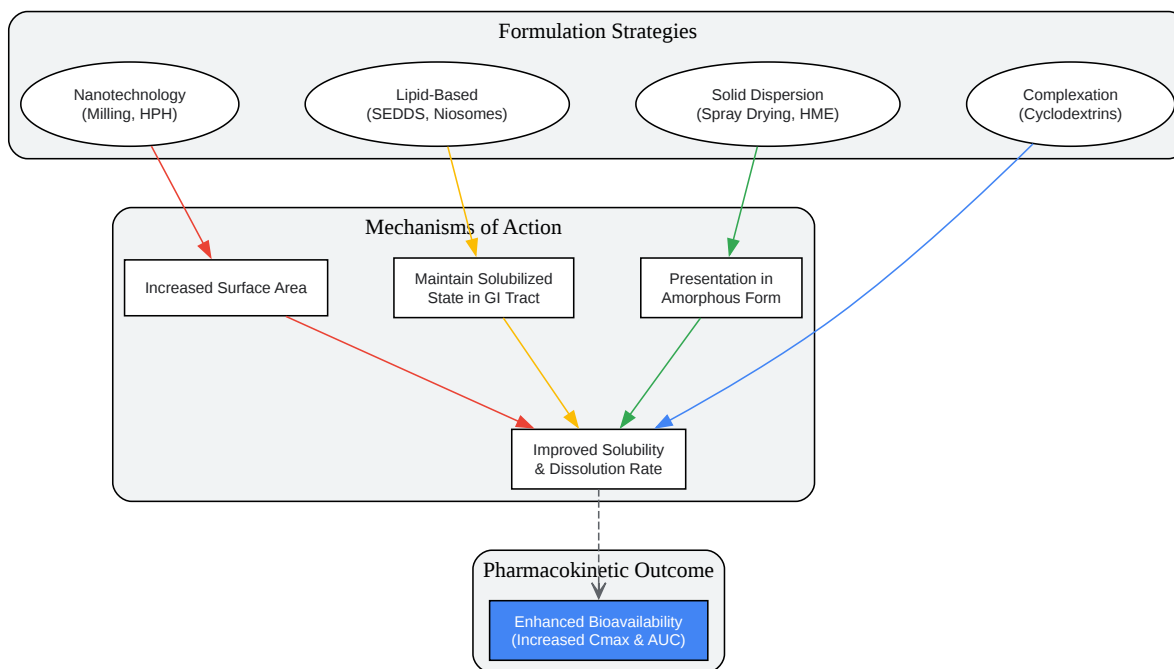 Formulation Strategies
Nanotechnology
(Milling, HPH)
Lipid-Based
(SEDDS, Niosomes)
Solid Dispersion
(Spray Drying, HME)
Complexation
(Cyclodextrins)
Mechanisms of Action
Increased Surface Area
Maintain Solubilized
State in GI Tract
Presentation in
Amorphous Form
Improved Solubility
& Dissolution Rate
Pharmacokinetic Outcome
Enhanced Bioavailability
(Increased Cmax & AUC)